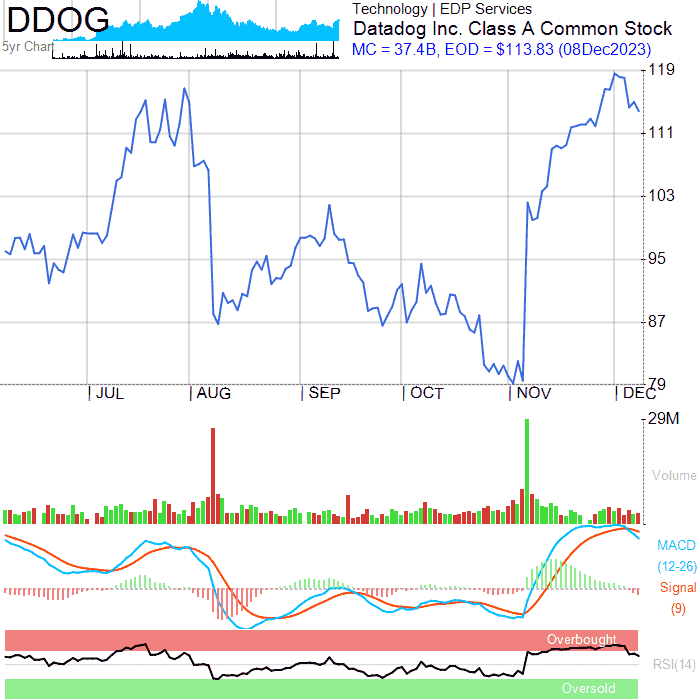 DDOG
5yr Chart
Technology | EDP Services
Datadog Inc. Class A Common Stock
MC = 37.4B, EOD = $113.83 (08Dec2023)
119
111
103
95
87
79
JUL AUG SEP OCT NOV DEC
29M
Volume
MACD
(12-26)
Signal
(9)
Overbought
RSI(14)
Oversold